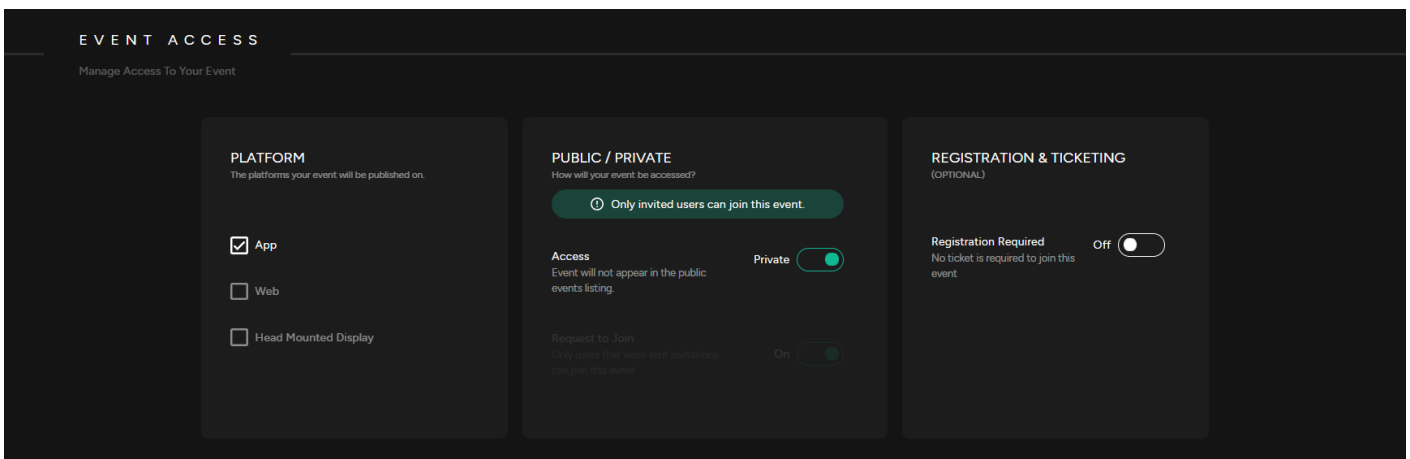 EVENT ACCESS
Manage Access To Your Event
PLATFORM
The platforms your event will be published on.
App
Web
Head Mounted Display
PUBLIC / PRIVATE
How will your event be accessed?
Only invited users can join this event.
Access
Private
Event will not appear in the public
events listing.
Request to Join
Only users that were sent invitations
On
can join this event
REGISTRATION & TICKETING
(OPTIONAL)
Registration Required
Off
No ticket is required to join this
event